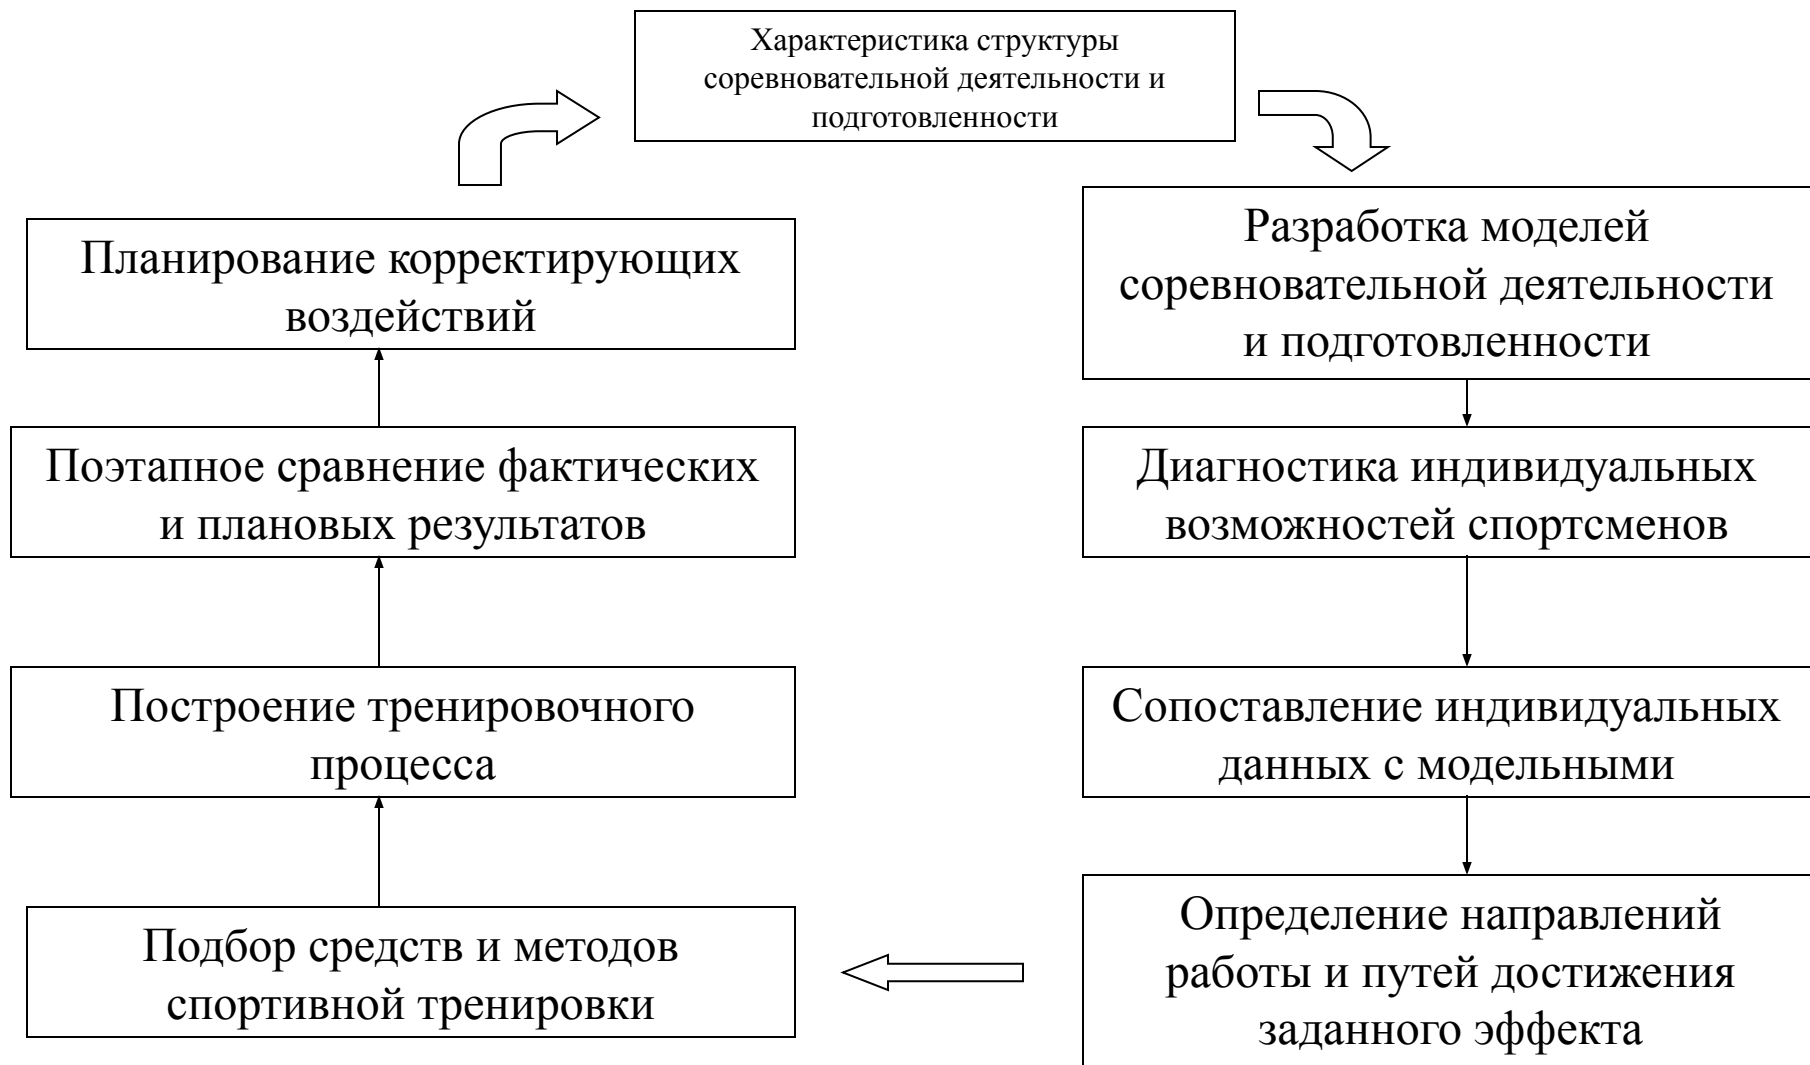 Характеристика структуры
соревновательной деятельности и
подготовленности
Разработка моделей
соревновательной деятельности
и подготовленности
Диагностика индивидуальных
возможностей спортсменов
Сопоставление индивидуальных
данных с модельными
Определение направлений
работы и путей достижения
заданного эффекта
Подбор средств и методов
спортивной тренировки
Построение тренировочного
процесса
Поэтапное сравнение фактических
и плановых результатов
Планирование корректирующих
воздействий